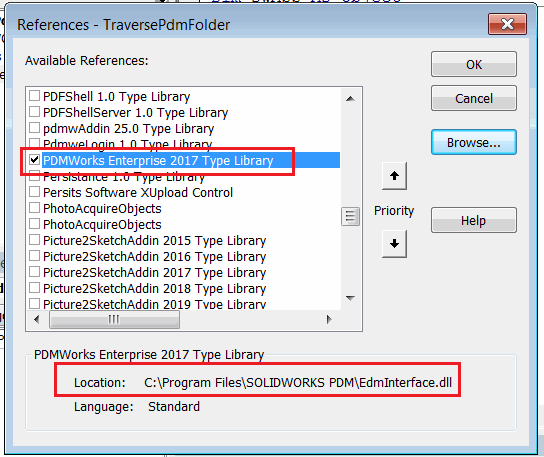 References - TraversePdmFolder
Available References:
PDFShell 1.0 Type Library
PDFShellServer 1.0 Type Library
pdmwAddin 25.0 Type Library
PdmweLogin 1.0 Type Library
PDMWorks Enterprise 2017 Type Library
Persistance 1.0 Type Library
Persits Software XUpload Control
PhotoAcquireObjects
PhotoAcquireObjects
Picture2SketchAddin 2015 Type Library
Picture2SketchAddin 2016 Type Library
Picture2SketchAddin 2017 Type Library
Picture2SketchAddin 2018 Type Library
Picture2SketchAddin 2019 Type Library
OK
Cancel
Browse...
Priority
Help
PDMWorks Enterprise 2017 Type Library
Location: C:\Program Files\SOLIDWORKS PDM\EdmInterface.dll
Language: Standard